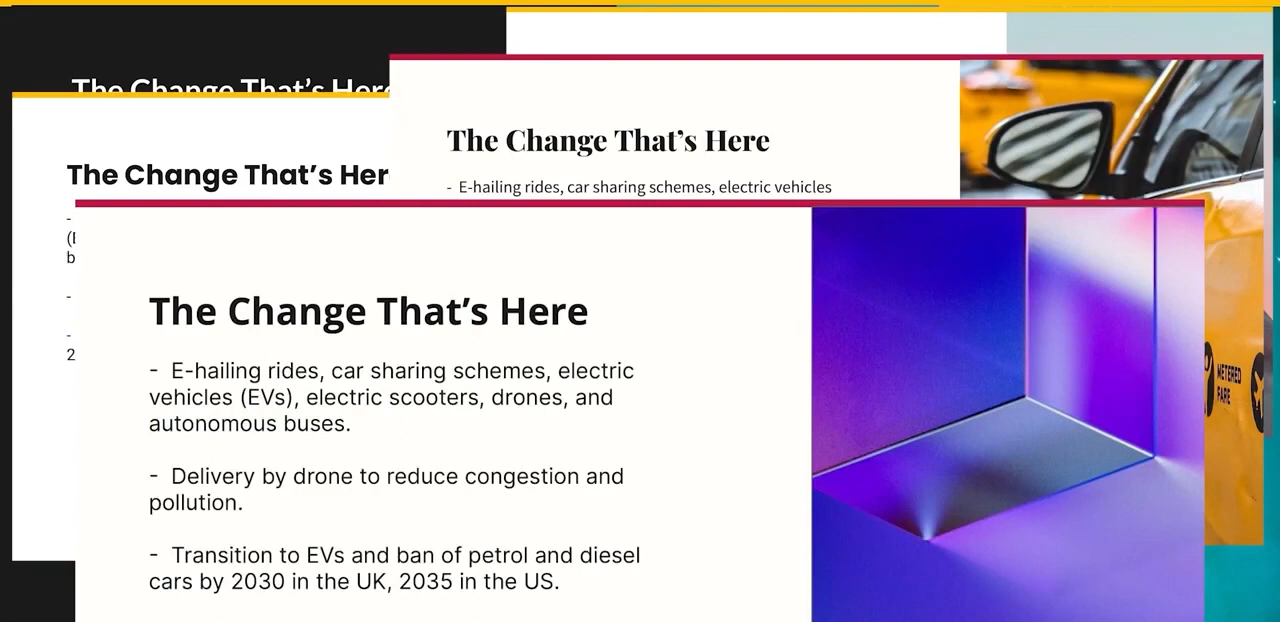 The Change That's Here
The Change That's Here
The Change That's Her
- E-hailing rides, car sharing schemes, electric vehicles
-
(E
b
-
-
2
The Change That's Here
- E-hailing rides, car sharing schemes, electric
vehicles (EVs), electric scooters, drones, and
autonomous buses.
- Delivery by drone to reduce congestion and
pollution.
- Transition to EVs and ban of petrol and diesel
cars by 2030 in the UK, 2035 in the US.
METERED
FARE